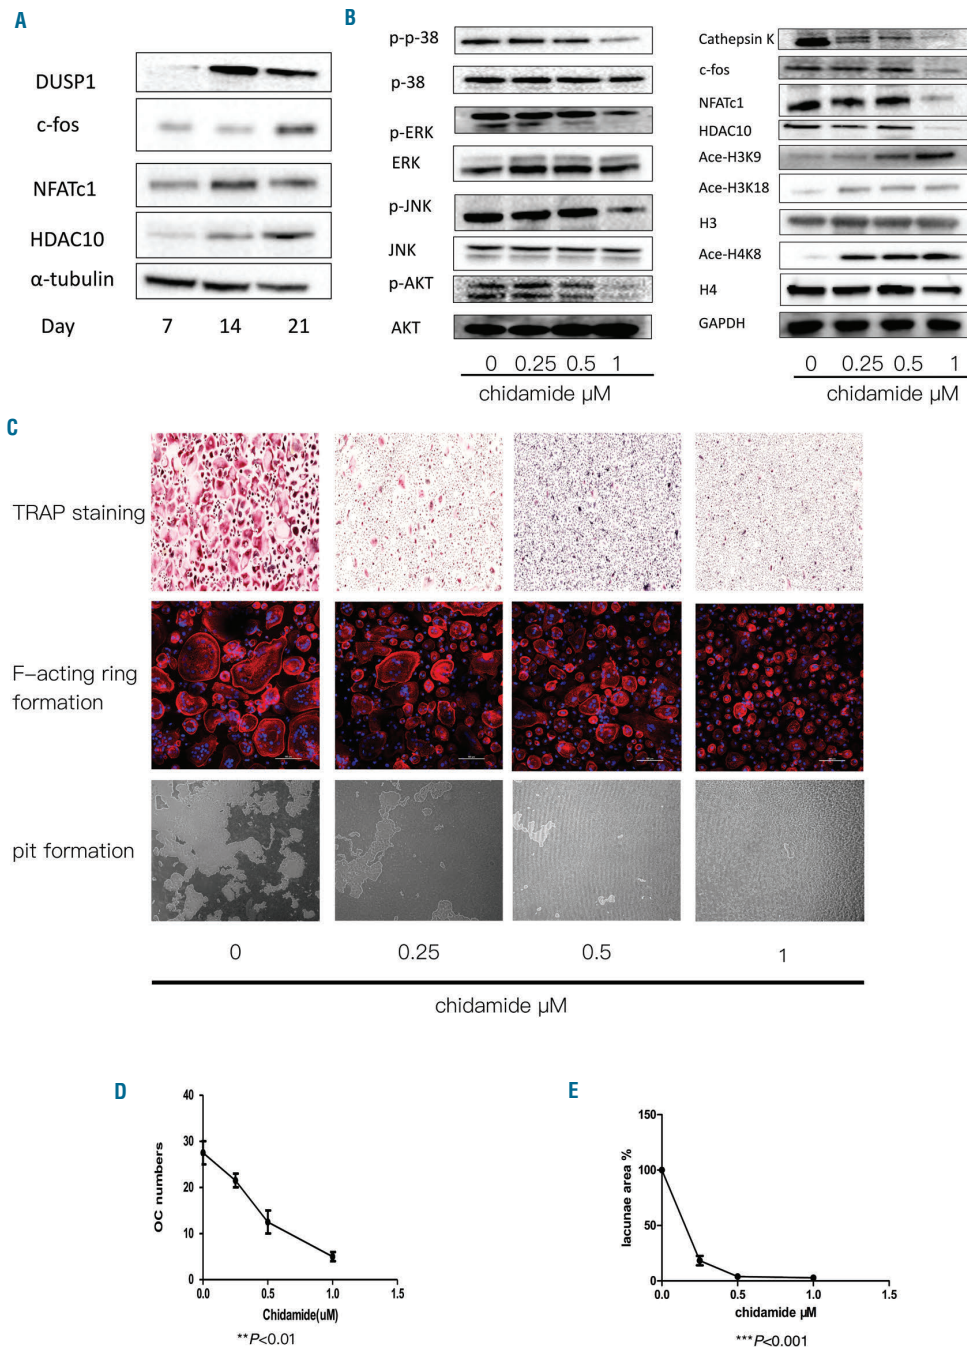 A
DUSP1
c-fos
NFATc1
HDAC10
α-tubulin
Day 7 14 21
B
p-p-38
p-38
p-ERK
ERK
p-JNK
JNK
p-AKT
AKT
0 0.25 0.5 1
chidamide μM
Cathepsin K
c-fos
NFATc1
HDAC10
Ace-H3K9
Ace-H3K18
H3
Ace-H4K8
H4
GAPDH
0 0.25 0.5 1
chidamide μM
C
TRAP staining
F-acting ring
formation
pit formation
0 0.25 0.5 1
chidamide μM
D
OC numbers
40
30
20
10
0
0.0 0.5 1.0 1.5
Chidamide(uM)
**P<0.01
E
lacunae area %
150
100
50
0
0.0 0.5 1.0 1.5
chidamide μM
***P<0.001